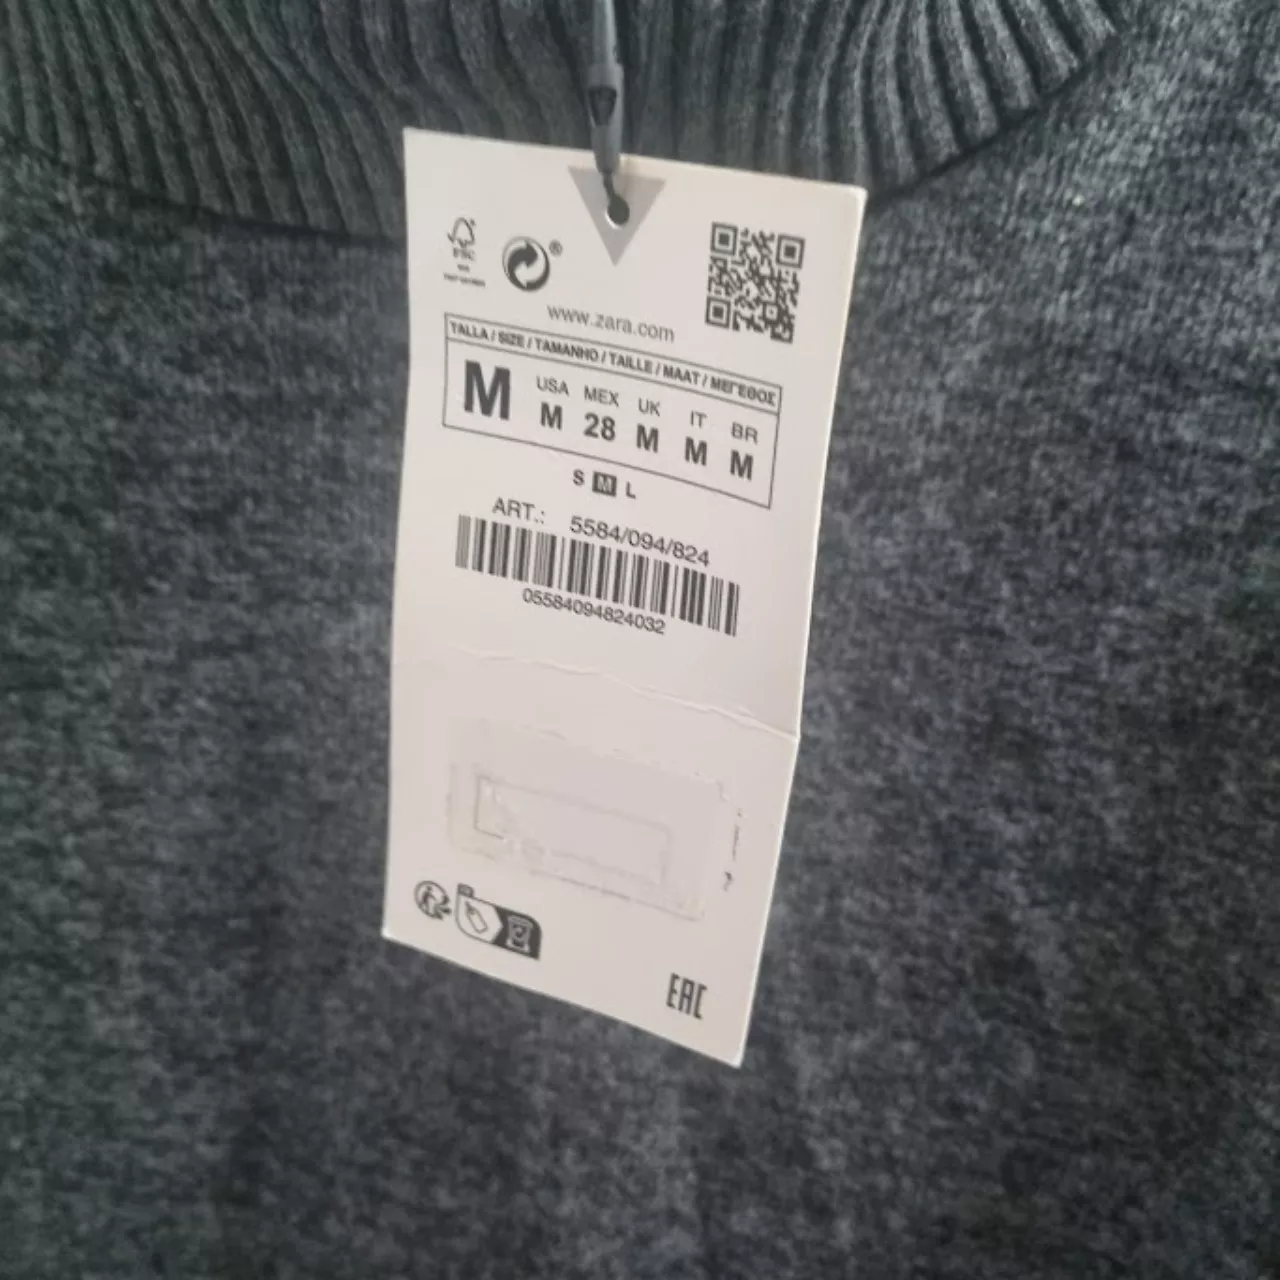 FSC
®
www.zara.com
TALLA / SIZE / TAMANHO / TAILLE / MAAT / ΜΕΓΕΘΟΣ
M USA MEX UK IT BR
M 28 M M M
S M L
ART.: 5584/094/824
05584094824032
EAC